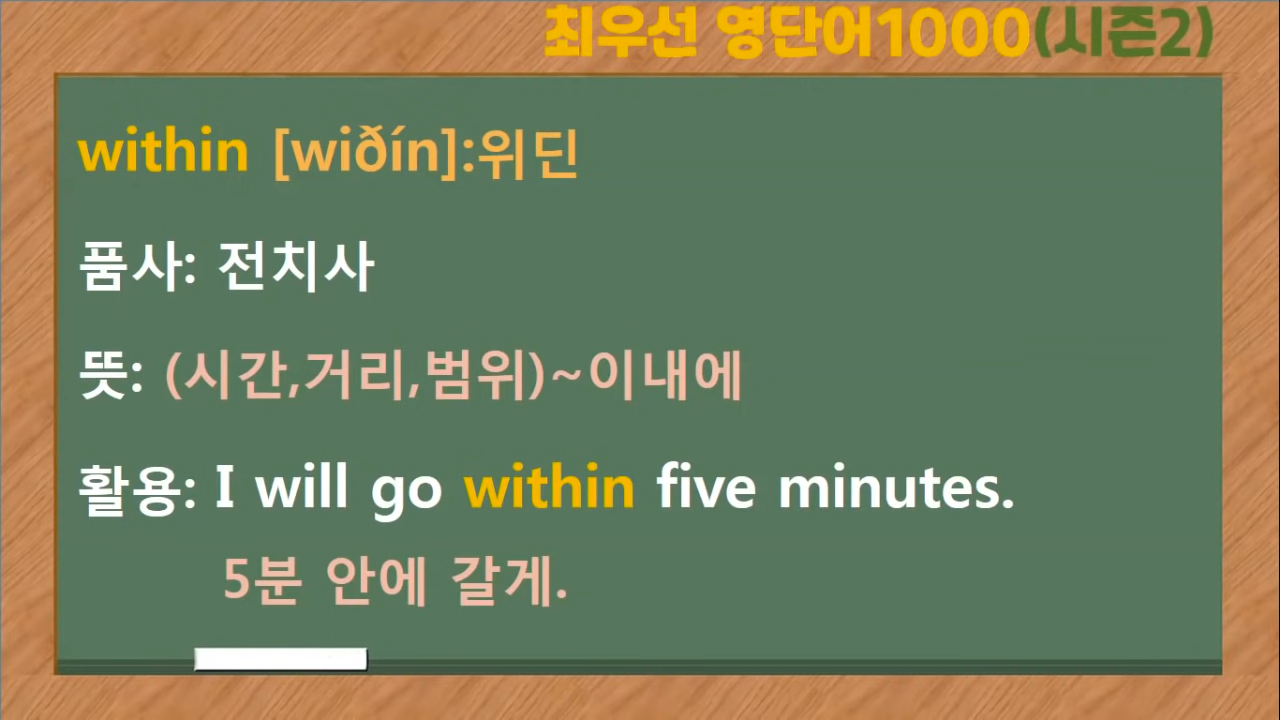 최우선 영단어1000(시즌2)
within [wiðín]:위딘
품사: 전치사
뜻: (시간,거리,범위)~이내에
활용: I will go within five minutes.
5분 안에 갈게.